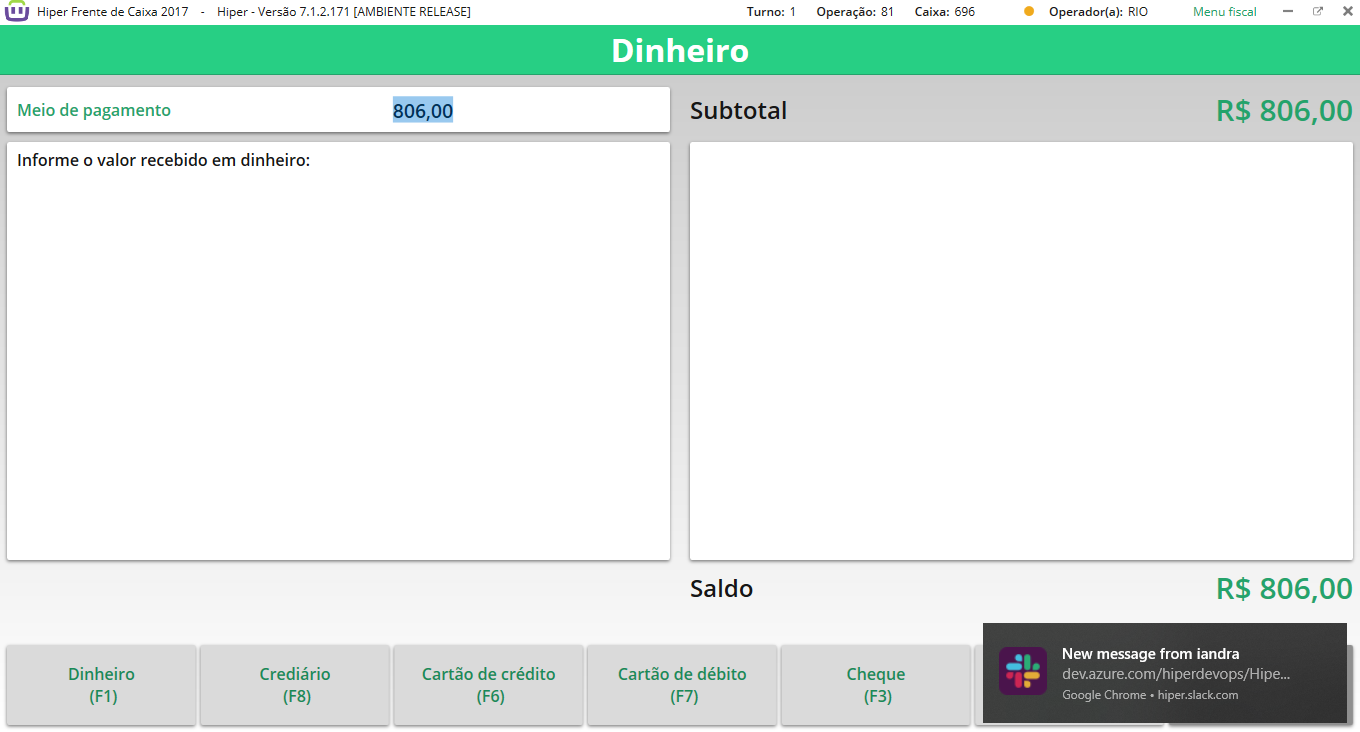 Hiper Frente de Caixa 2017 - Hiper - Versão 7.1.2.171 [AMBIENTE RELEASE] Turno: 1 Operação: 81 Caixa: 696 Operador(a): RIO Menu fiscal
Dinheiro
Meio de pagamento 806,00
Subtotal R$ 806,00
Informe o valor recebido em dinheiro:
Saldo R$ 806,00
Dinheiro
(F1)
Crediário
(F8)
Cartão de crédito
(F6)
Cartão de débito
(F7)
Cheque
(F3)
New message from iandra
dev.azure.com/hiperdevops/Hipe...
Google Chrome • hiper.slack.com